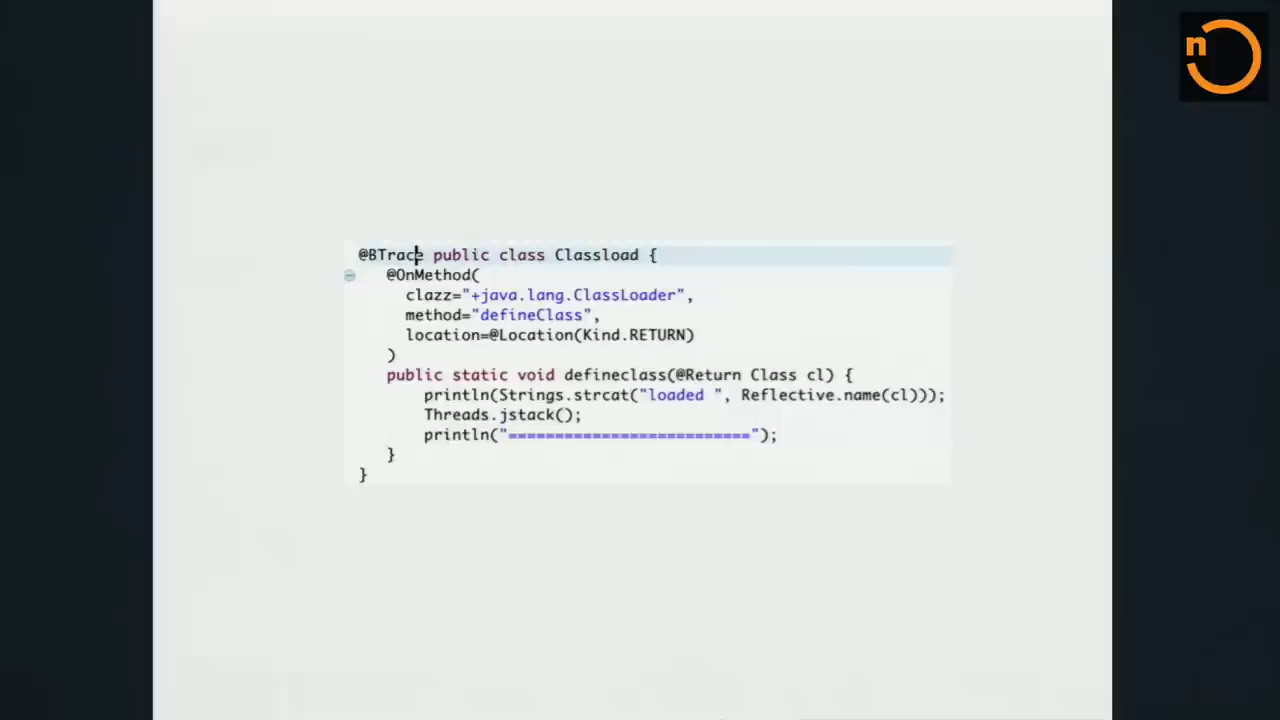 n
@BTrace public class Classload {
@OnMethod(
clazz="+java.lang.ClassLoader",
method="defineClass",
location=@Location(Kind.RETURN)
)
public static void defineclass(@Return Class cl) {
println(Strings.strcat("loaded ", Reflective.name(cl)));
Threads.jstack();
println("==========================");
}
}